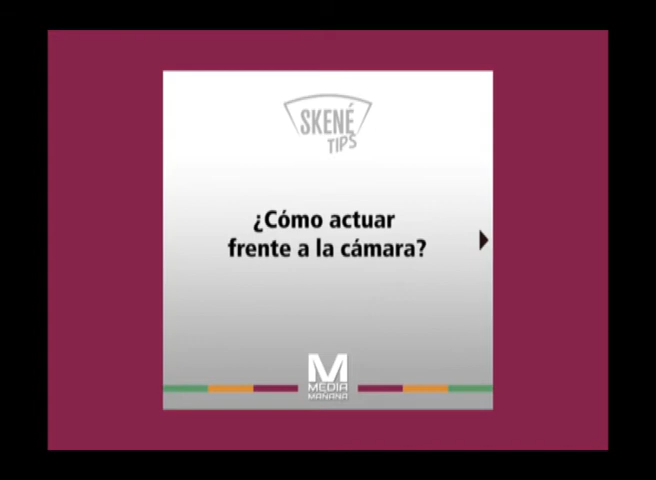 SKENÉ
TIPS
¿Cómo actuar
frente a la cámara?
M
MEDIA
MAÑANA